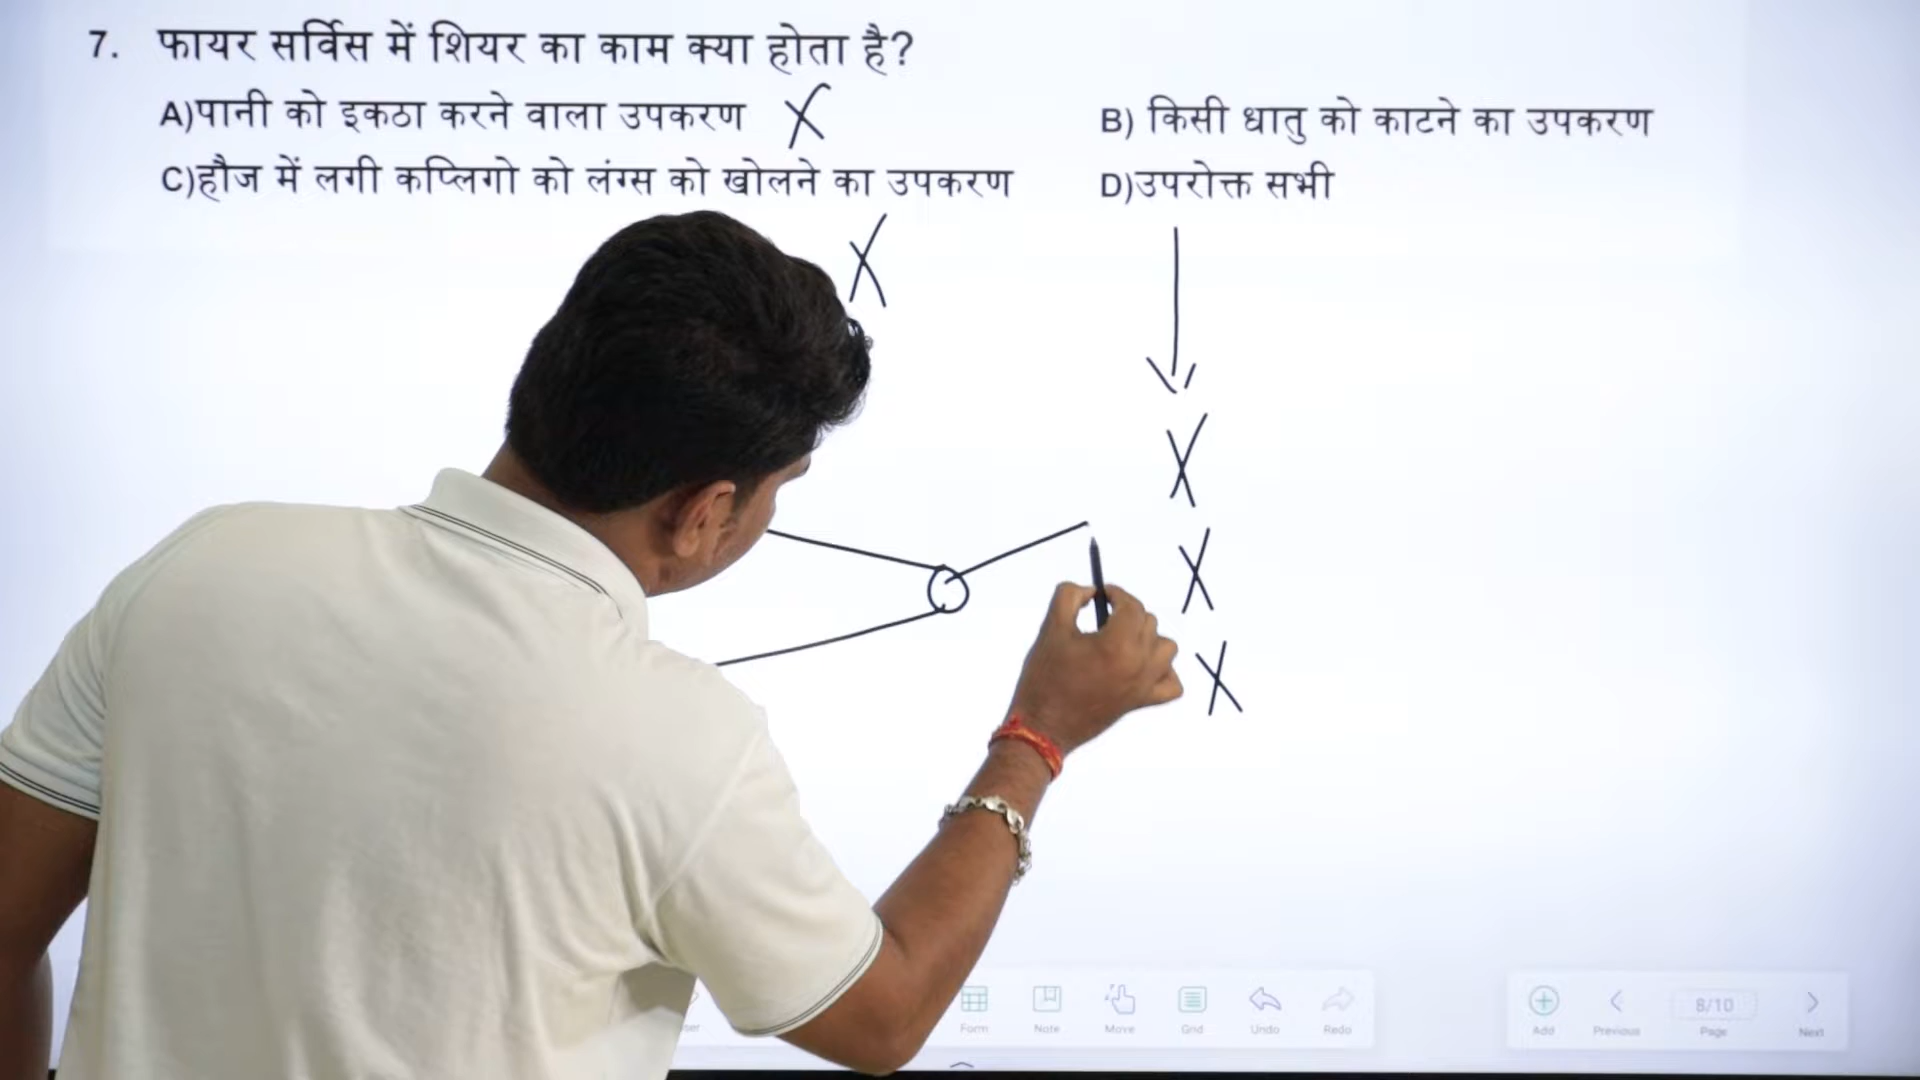 7. फायर सर्विस में शियर का काम क्या होता है?
A)पानी को इकठा करने वाला उपकरण X
B) किसी धातु को काटने का उपकरण
C)हौज में लगी कप्लिगो को लंग्स को खोलने का उपकरण
D)उपरोक्त सभी
X
X
X
X
Form Note Move Grid Undo Redo
Add Previous 8/10 Page Next